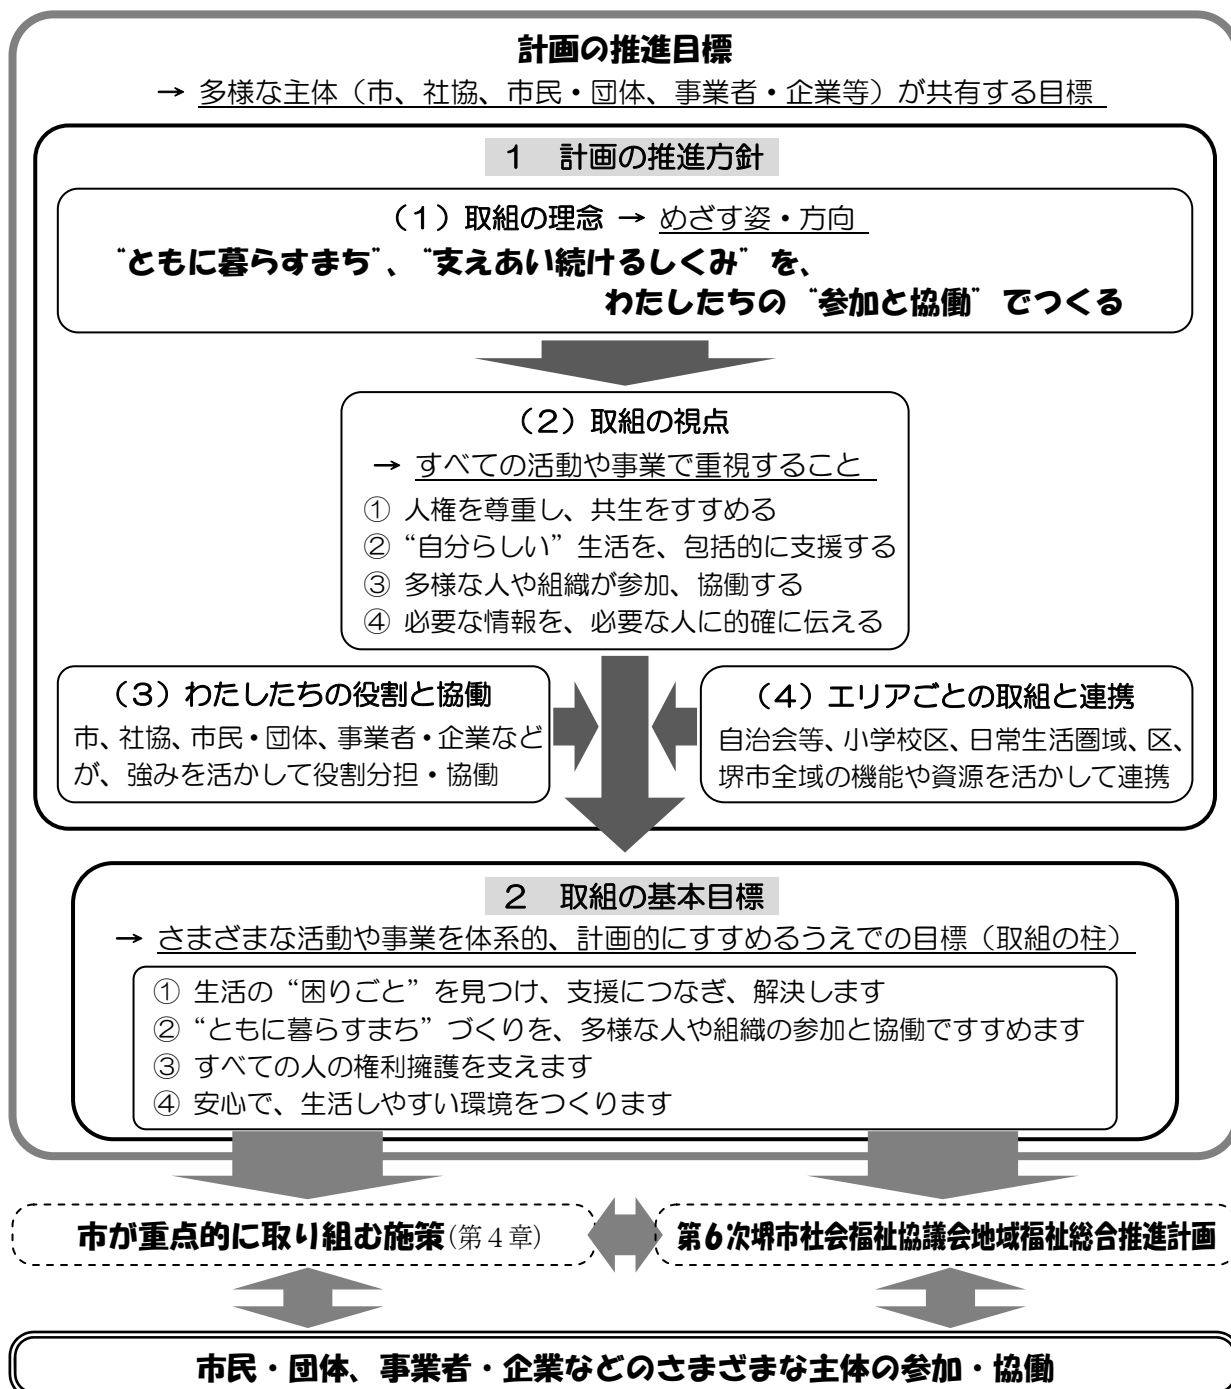 計画の推進目標
→ 多様な主体（市、社協、市民・団体、事業者・企業等）が共有する目標
１　計画の推進方針
（１）取組の理念 → めざす姿・方向
“ともに暮らすまち”、“支えあい続けるしくみ” を、
わたしたちの “参加と協働” でつくる
（２）取組の視点
→ すべての活動や事業で重視すること
① 人権を尊重し、共生をすすめる
② “自分らしい” 生活を、包括的に支援する
③ 多様な人や組織が参加、協働する
④ 必要な情報を、必要な人に的確に伝える
（３）わたしたちの役割と協働
市、社協、市民・団体、事業者・企業など
が、強みを活かして役割分担・協働
（４）エリアごとの取組と連携
自治会等、小学校区、日常生活圏域、区、
堺市全域の機能や資源を活かして連携
２　取組の基本目標
→ さまざまな活動や事業を体系的、計画的にすすめるうえでの目標（取組の柱）
① 生活の “困りごと” を見つけ、支援につなぎ、解決します
② “ともに暮らすまち” づくりを、多様な人や組織の参加と協働ですすめます
③ すべての人の権利擁護を支えます
④ 安心で、生活しやすい環境をつくります
市が重点的に取り組む施策(第４章)
第６次堺市社会福祉協議会地域福祉総合推進計画
市民・団体、事業者・企業などのさまざまな主体の参加・協働